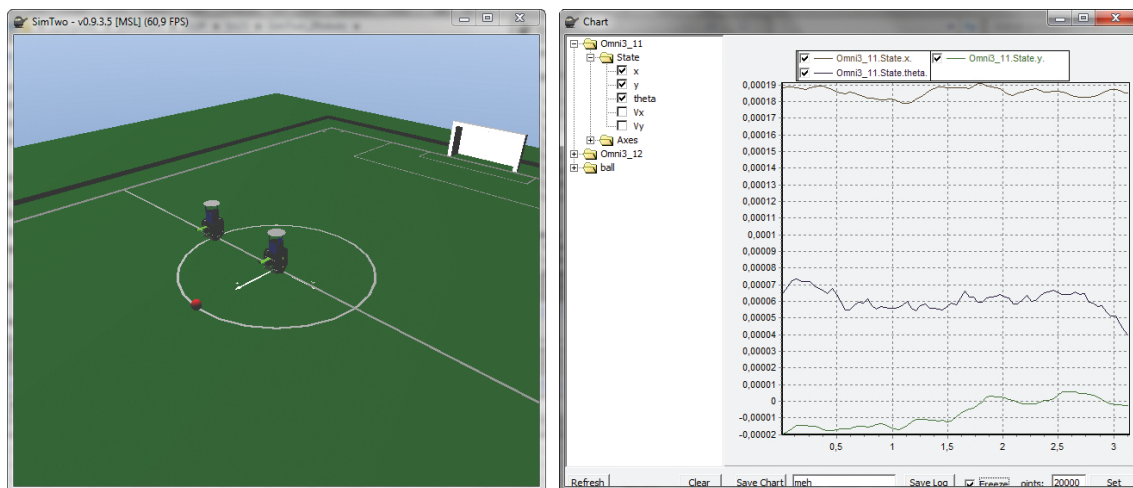 SimTwo - v0.9.3.5 [MSL] (60,9 FPS)
Chart
Omni3_11
State
x
y
theta
Vx
Vy
Axes
Omni3_12
ball
Omni3_11.State.x.
Omni3_11.State.y.
Omni3_11.State.theta.
0,00019
0,00018
0,00017
0,00016
0,00015
0,00014
0,00013
0,00012
0,00011
0,0001
0,00009
0,00008
0,00007
0,00006
0,00005
0,00004
0,00003
0,00002
0,00001
0
-0,00001
-0,00002
0,5 1 1,5 2 2,5 3
Refresh Clear Save Chart meh Save Log Freeze 20000 Set